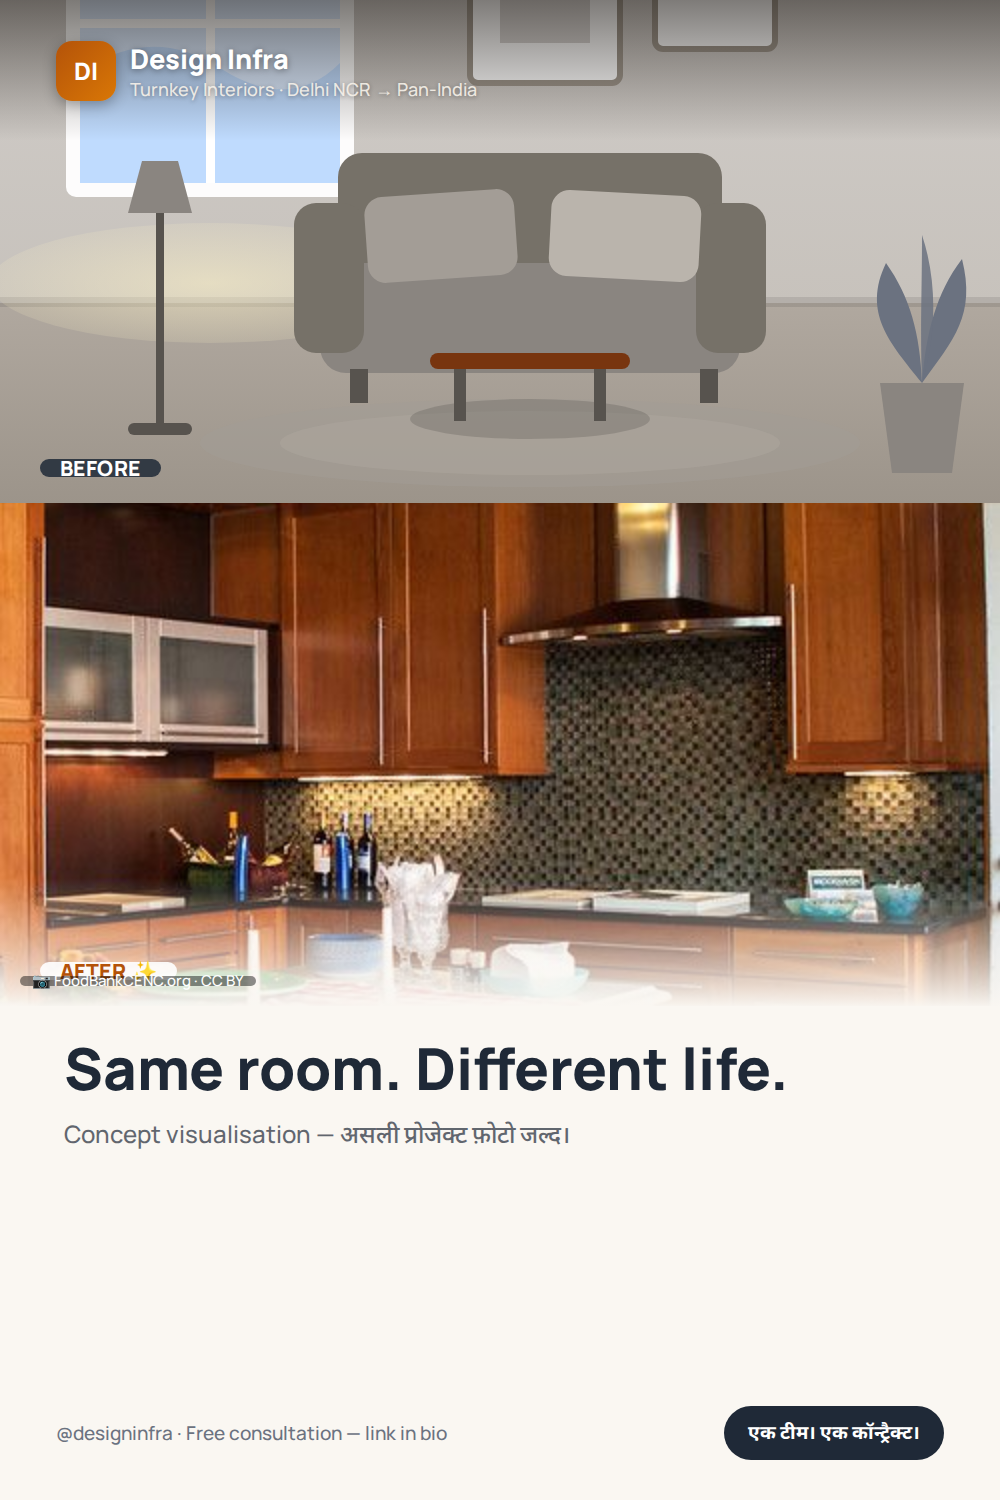 DI
Design Infra
Turnkey Interiors · Delhi NCR → Pan-India
BEFORE
AFTER ✨
📷 FoodBankCENC.org · CC BY
Same room. Different life.
Concept visualisation — असली प्रोजेक्ट फ़ोटो जल्द।
@designinfra · Free consultation — link in bio
एक टीम। एक कॉन्ट्रैक्ट।